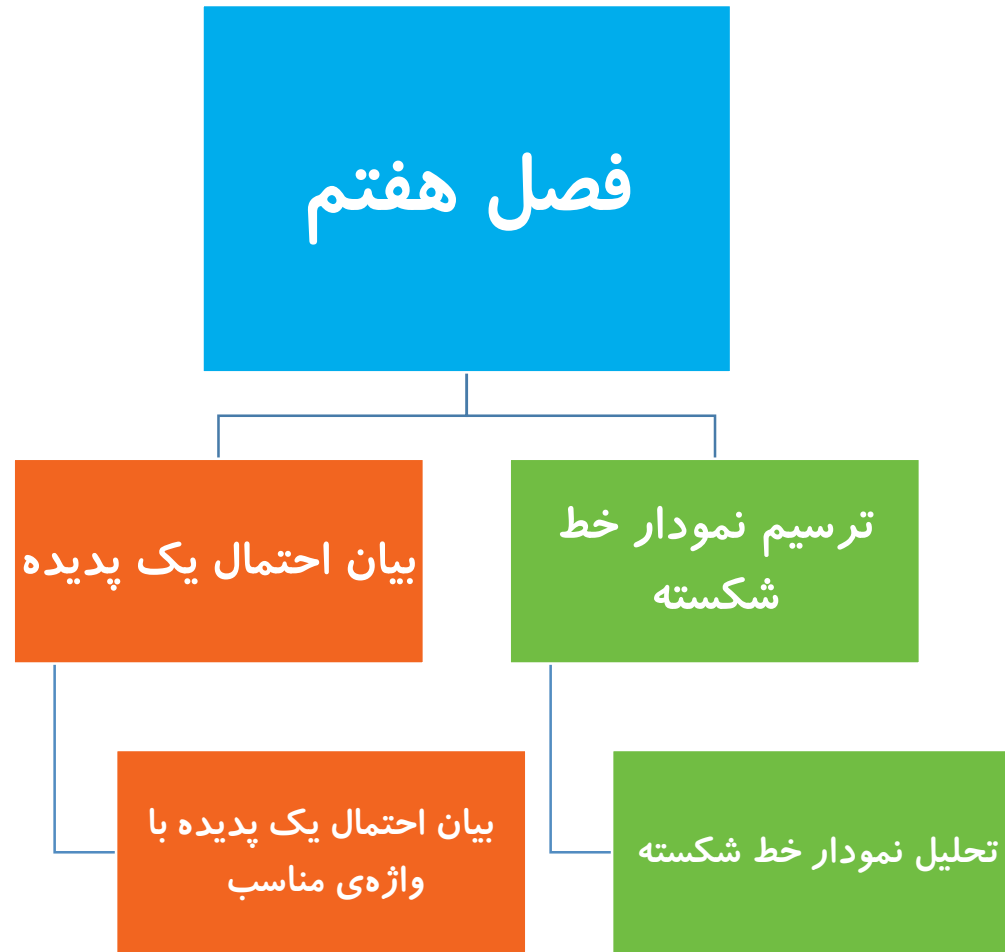 فصل هفتم
ترسیم نمودار خط
شکسته
بیان احتمال یک پدیده
تحلیل نمودار خط شکسته
بیان احتمال یک پدیده با
واژه‌ی مناسب